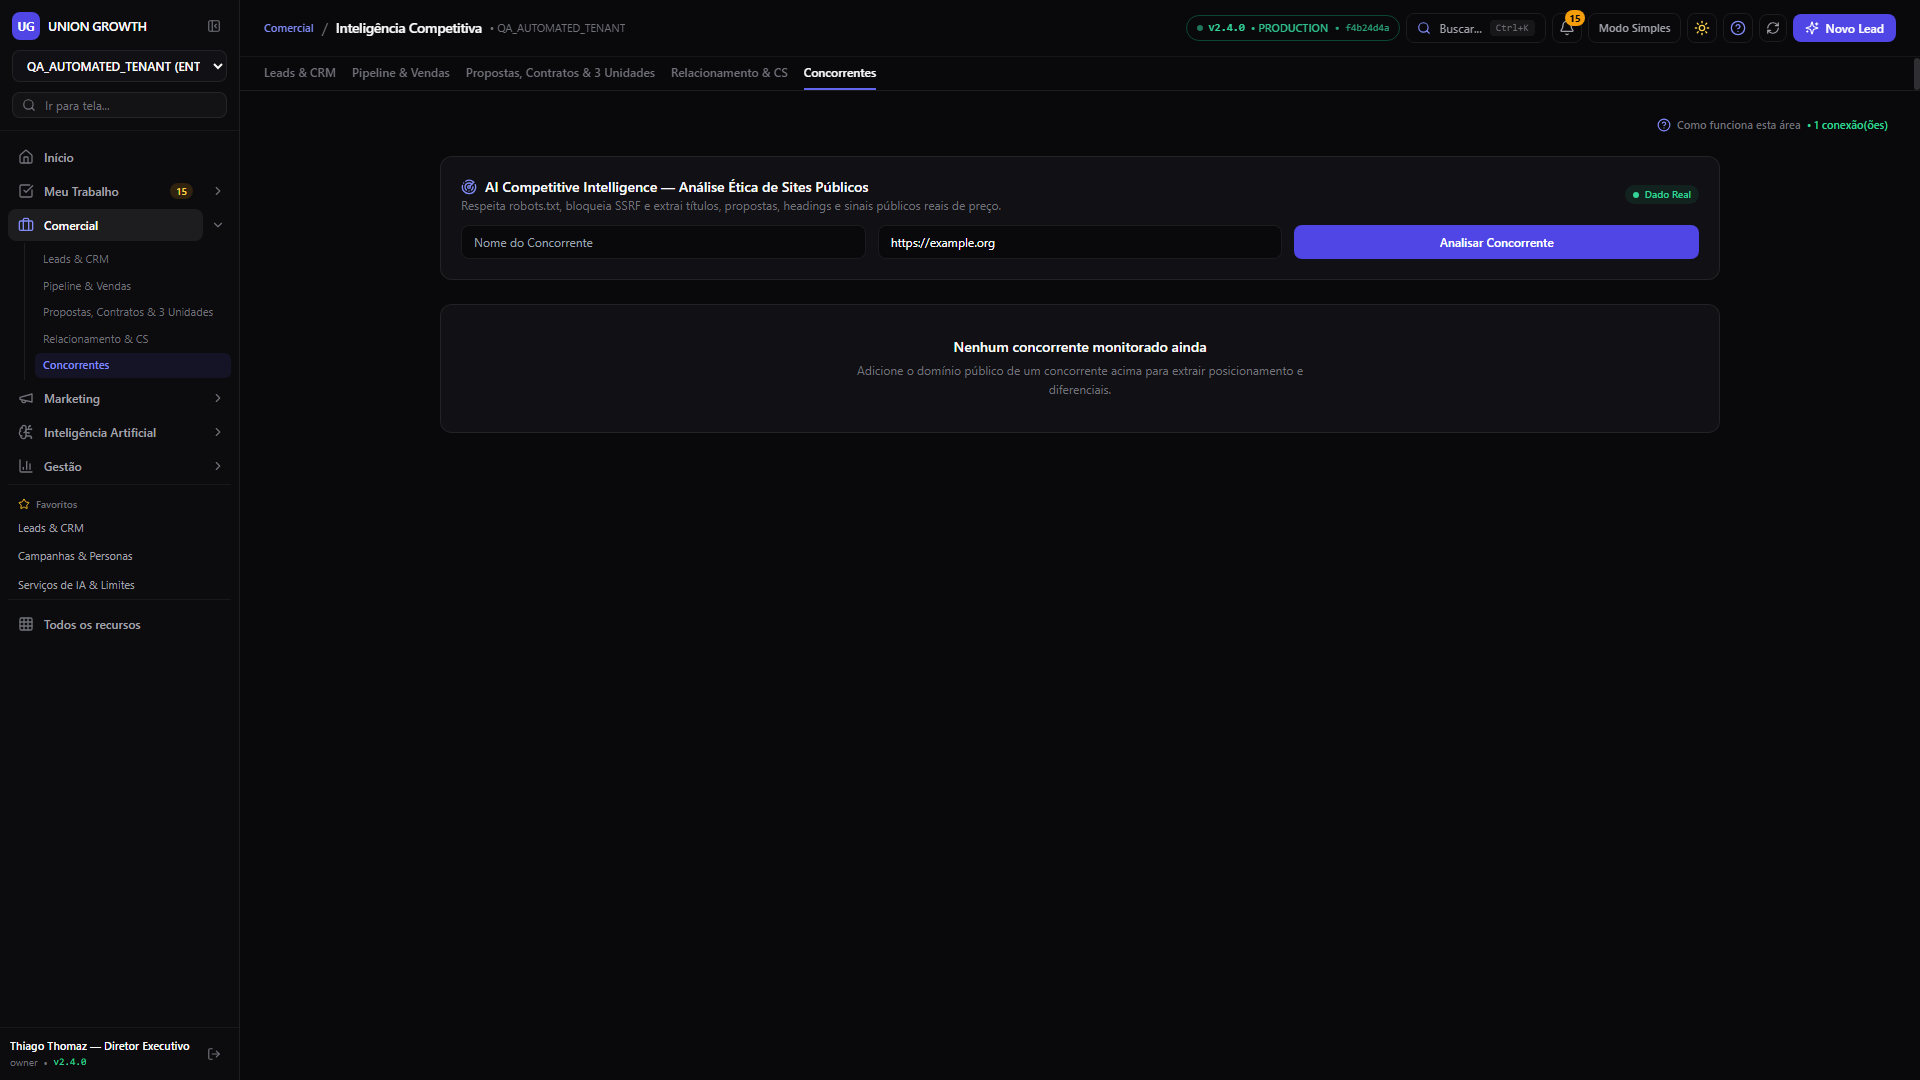 UG UNION GROWTH
QA_AUTOMATED_TENANT (ENT
Ir para tela...
Início
Meu Trabalho 15
Comercial
Leads & CRM
Pipeline & Vendas
Propostas, Contratos & 3 Unidades
Relacionamento & CS
Concorrentes
Marketing
Inteligência Artificial
Gestão
Favoritos
Leads & CRM
Campanhas & Personas
Serviços de IA & Limites
Todos os recursos
Thiago Thomaz — Diretor Executivo
owner • v2.4.0
Comercial / Inteligência Competitiva • QA_AUTOMATED_TENANT
v2.4.0 • PRODUCTION • f4b24d4a
Buscar... Ctrl+K
15
Modo Simples
Novo Lead
Leads & CRM Pipeline & Vendas Propostas, Contratos & 3 Unidades Relacionamento & CS Concorrentes
Como funciona esta área • 1 conexão(ões)
AI Competitive Intelligence — Análise Ética de Sites Públicos
Respeita robots.txt, bloqueia SSRF e extrai títulos, propostas, headings e sinais públicos reais de preço.
Dado Real
Nome do Concorrente
https://example.org
Analisar Concorrente
Nenhum concorrente monitorado ainda
Adicione o domínio público de um concorrente acima para extrair posicionamento e
diferenciais.